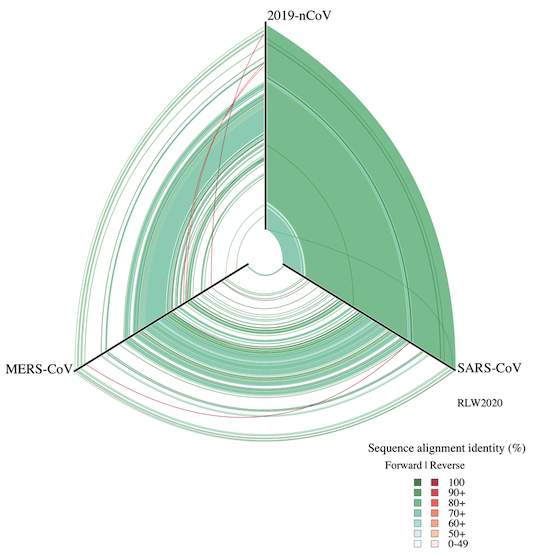 2019-nCoV
MERS-CoV
SARS-CoV
RLW2020
Sequence alignment identity (%)
Forward | Reverse
100
90+
80+
70+
60+
50+
0-49